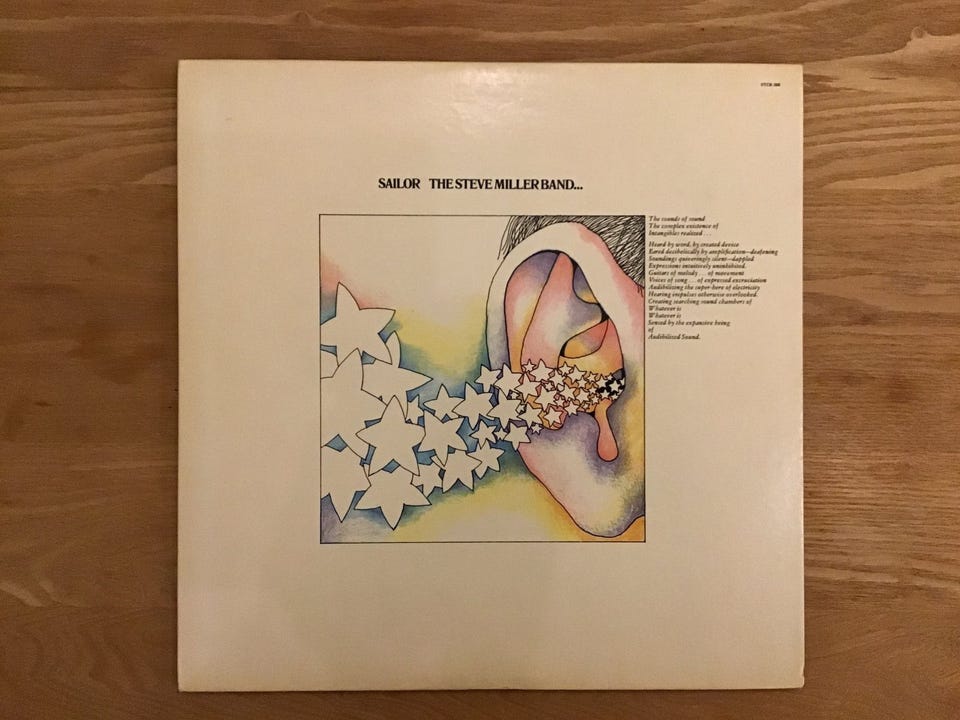 SAILOR THE STEVE MILLER BAND...
The sounds of sound
The complex existence of
Intangibles realized . . .
Heard by word, by created device
Eared decibelically by amplification—deafening
Soundings quiveringly silent—dappled
Expressions intuitively uninhibited.
Guitars of melody . . . of movement
Voices of song . . . of expressed excruciation
Audibilizing the super-hero of electricity
Hearing impulses otherwise overlooked.
Creating searching sound chambers of
Whatever is
Whatever is
Sensed by the expansive being
of
Audibilized Sound.